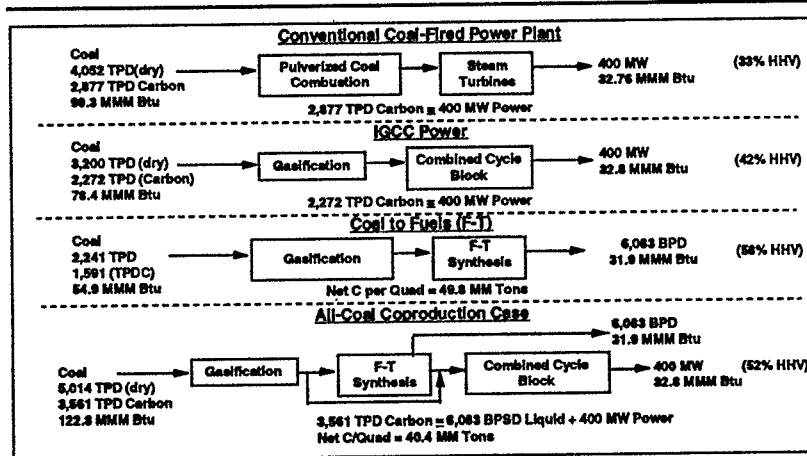 Conventional Coal-Fired Power Plant
Coal
4,052 TPD(dry)
2,877 TPD Carbon
99.3 MMM Btu
Pulverized Coal
Combustion
Steam
Turbines
400 MW
32.76 MMM Btu
(33% HHV)
2,877 TPD Carbon = 400 MW Power
IGCC Power
Coal
3,200 TPD (dry)
2,272 TPD (Carbon)
78.4 MMM Btu
Gasification
Combined Cycle
Block
400 MW
32.8 MMM Btu
(42% HHV)
2,272 TPD Carbon = 400 MW Power
Coal to Fuels (F-T)
Coal
2,241 TPD
1,591 (TPDC)
54.9 MMM Btu
Gasification
F-T
Synthesis
6,063 BPD
31.9 MMM Btu
(58% HHV)
Net C per Quad = 49.8 MM Tons
All-Coal Coproduction Case
6,063 BPD
31.9 MMM Btu
Coal
5,014 TPD (dry)
3,561 TPD Carbon
122.8 MMM Btu
Gasification
F-T
Synthesis
Combined Cycle
Block
400 MW
32.8 MMM Btu
(52% HHV)
3,561 TPD Carbon = 6,063 BPSD Liquid + 400 MW Power
Net C/Quad = 40.4 MM Tons